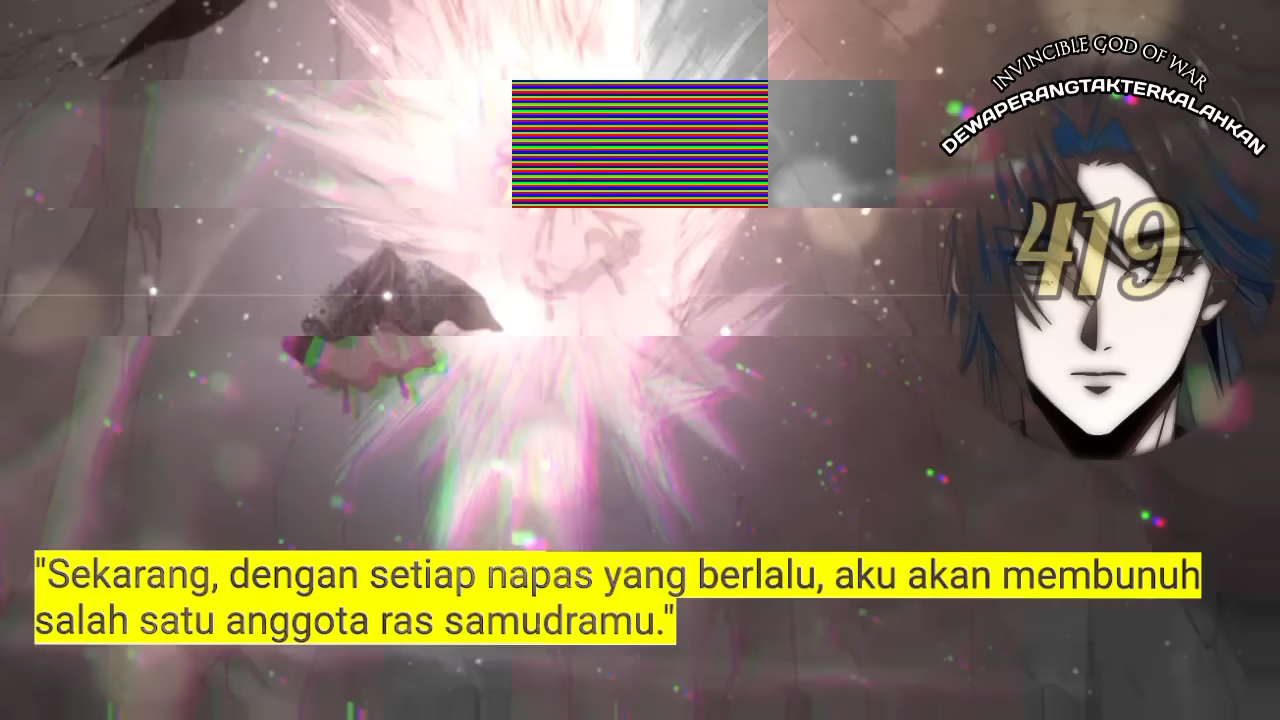 INVINCIBLE GOD OF WAR
DEWAPERANGTAKTERKALAHKAN
419
"Sekarang, dengan setiap napas yang berlalu, aku akan membunuh
salah satu anggota ras samudramu."